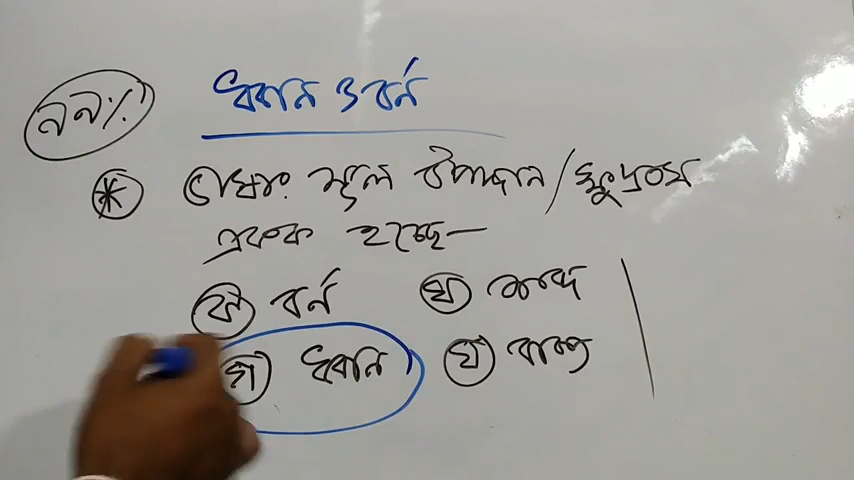 ধ্বনি ও বর্ণ
ভাষার মূল উপাদান / ক্ষুদ্রতম
একক হচ্ছে —
ক বর্ণ
খ শব্দ
গ ধ্বনি
ঘ বাক্য